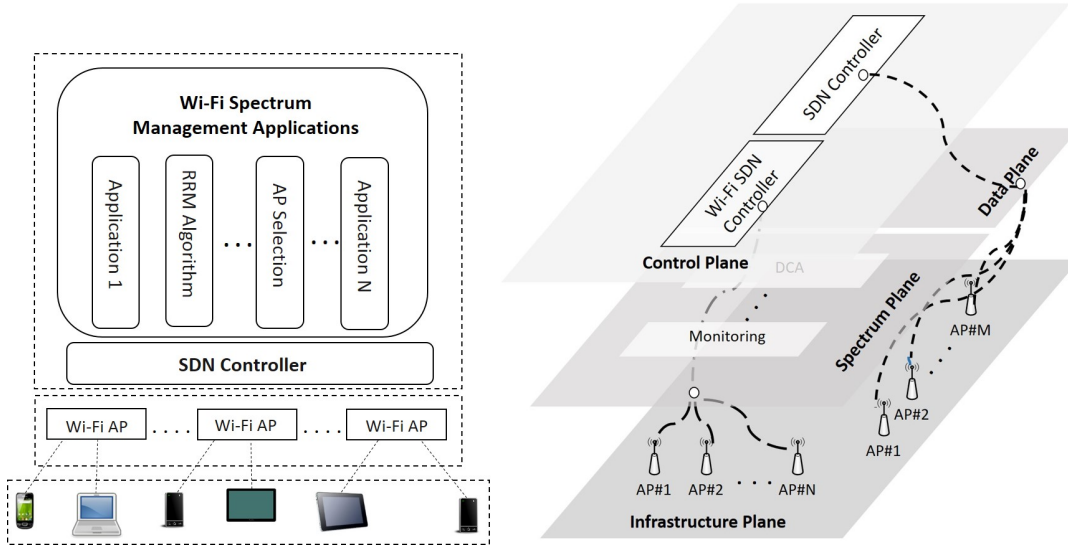 Wi-Fi Spectrum
Management Applications
Application 1
RRM Algorithm
...
AP Selection
...
Application N
SDN Controller
Wi-Fi AP
....
Wi-Fi AP
....
Wi-Fi AP
SDN Controller
Wi-Fi SDN
Controller
Control Plane
Data Plane
DCA
Monitoring
Spectrum Plane
AP#M
AP#2
AP#1
AP#1
AP#2
AP#N
Infrastructure Plane